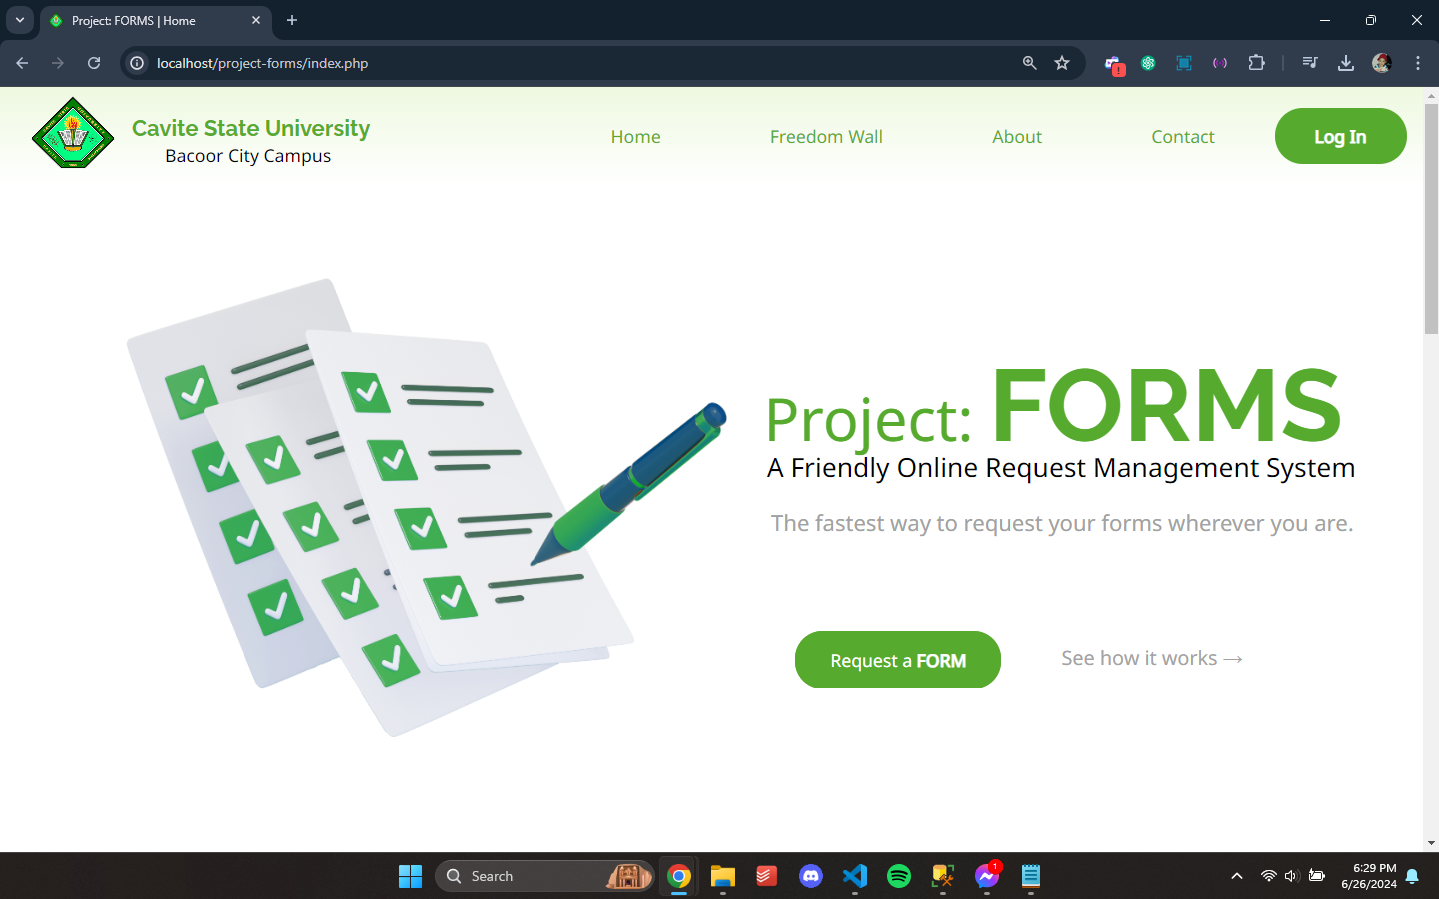 Project: FORMS | Home
localhost/project-forms/index.php
Cavite State University
Bacoor City Campus
Home
Freedom Wall
About
Contact
Log In
Project: FORMS
A Friendly Online Request Management System
The fastest way to request your forms wherever you are.
Request a FORM
See how it works →
Search
1
6:29 PM
6/26/2024